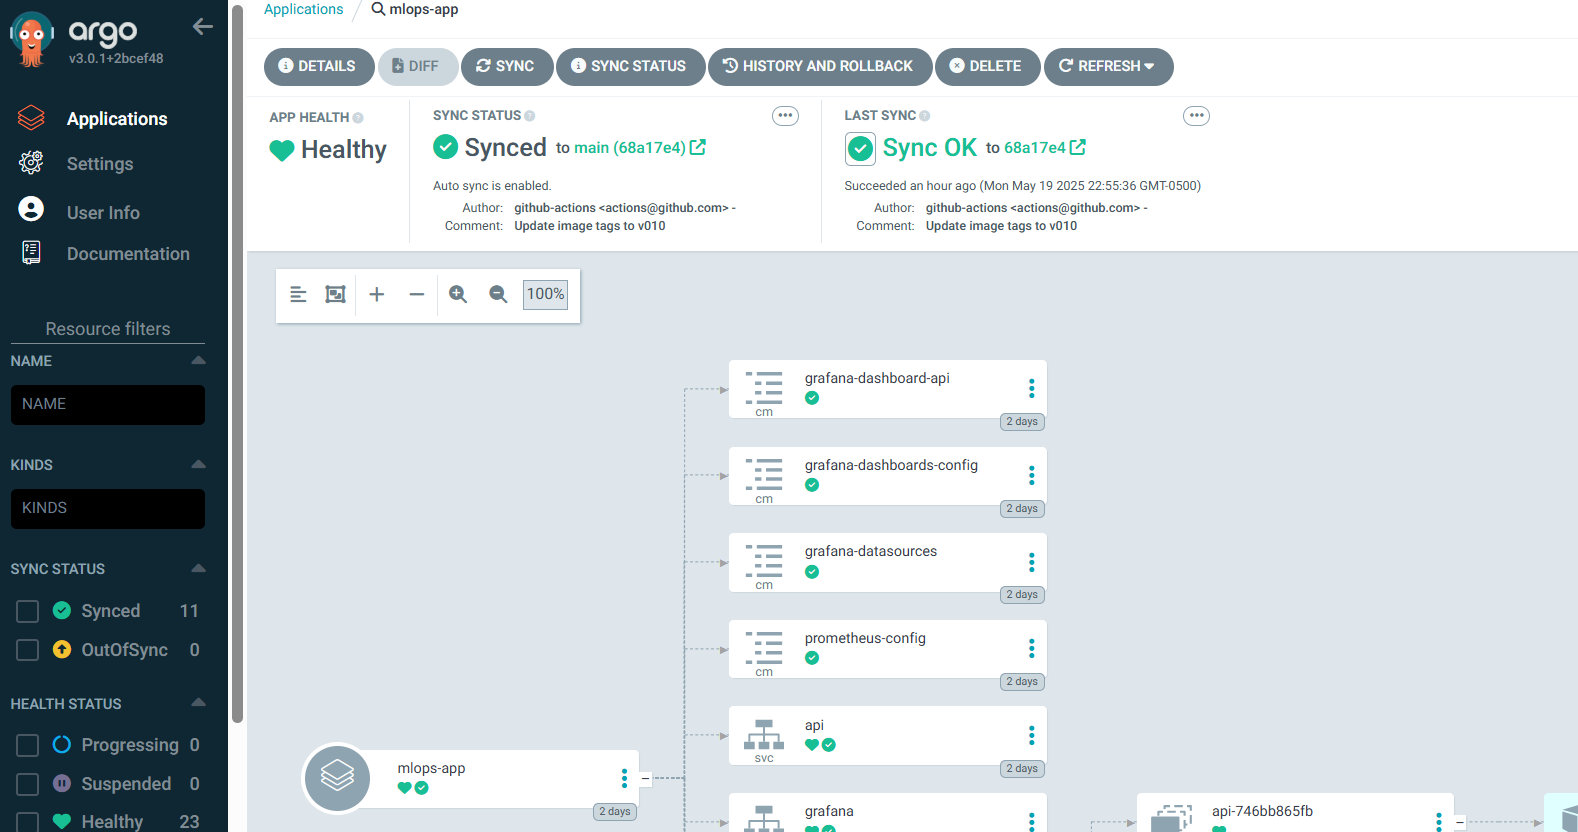 argo
v3.0.1+2bcef48
Applications
Settings
User Info
Documentation
Resource filters
NAME
NAME
KINDS
KINDS
SYNC STATUS
Synced 11
OutOfSync 0
HEALTH STATUS
Progressing 0
Suspended 0
Healthy 23
Applications / mlops-app
DETAILS DIFF SYNC SYNC STATUS HISTORY AND ROLLBACK DELETE REFRESH
APP HEALTH
Healthy
SYNC STATUS
Synced to main (68a17e4)
Auto sync is enabled.
Author: github-actions <actions@github.com> -
Comment: Update image tags to v010
LAST SYNC
Sync OK to 68a17e4
Succeeded an hour ago (Mon May 19 2025 22:55:36 GMT-0500)
Author: github-actions <actions@github.com> -
Comment: Update image tags to v010
100%
mlops-app
2 days
grafana-dashboard-api
cm
2 days
grafana-dashboards-config
cm
2 days
grafana-datasources
cm
2 days
prometheus-config
cm
2 days
api
svc
2 days
grafana
api-746bb865fb